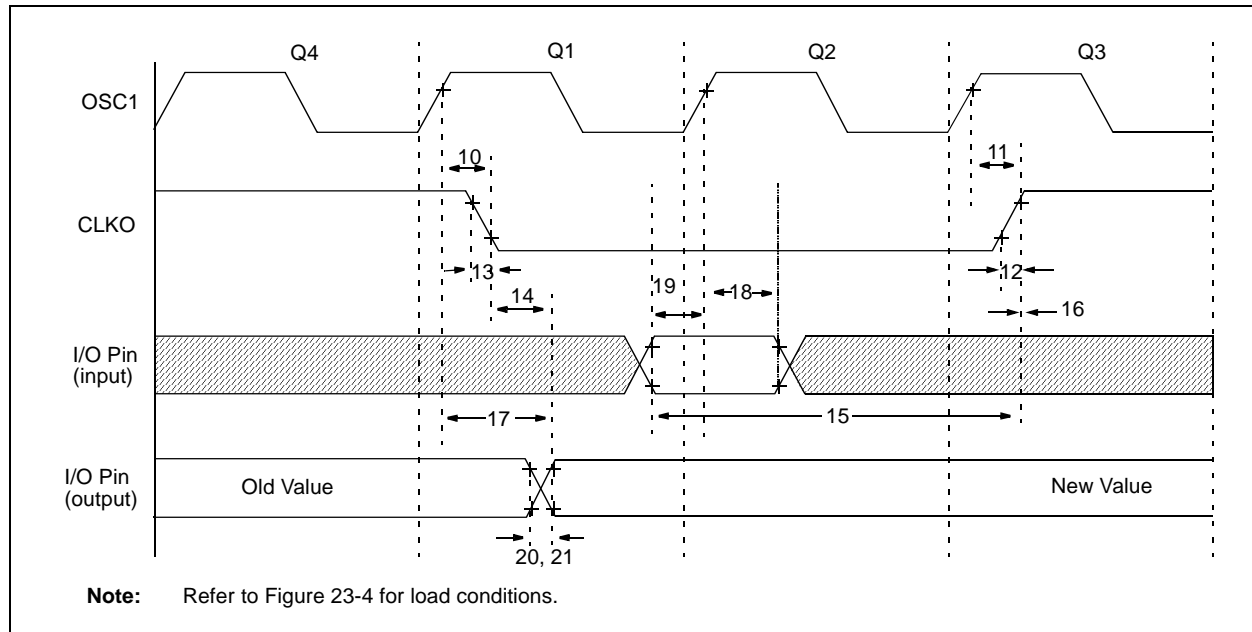 Q4 Q1 Q2 Q3
OSC1
10 11
CLKO
13 12
19 18
14 16
I/O Pin
(input)
17 15
I/O Pin
(output)
Old Value New Value
20, 21
Note: Refer to Figure 23-4 for load conditions.